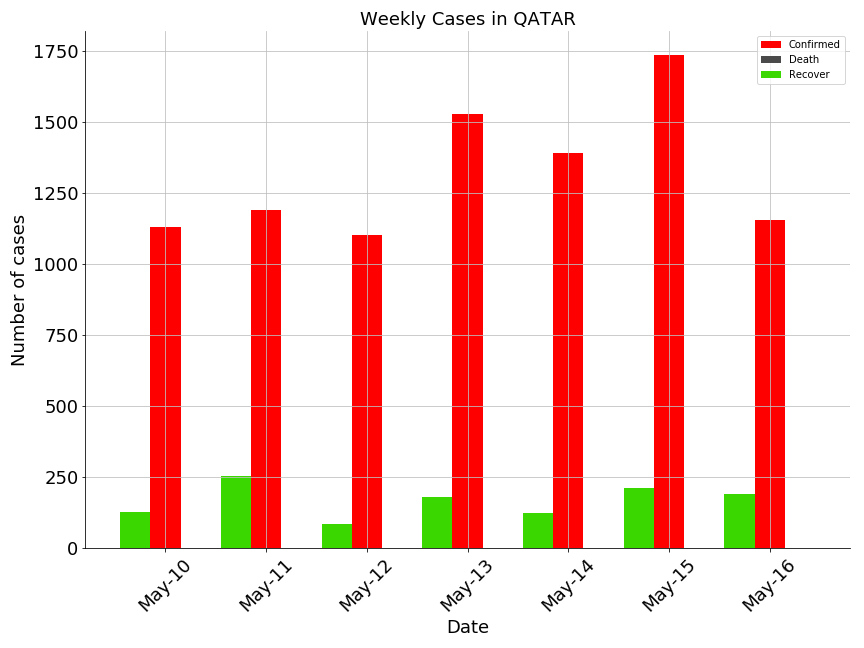 Weekly Cases in QATAR
Confirmed
Death
Recover
Number of cases
1750
1500
1250
1000
750
500
250
0
May-10
May-11
May-12
May-13
May-14
May-15
May-16
Date